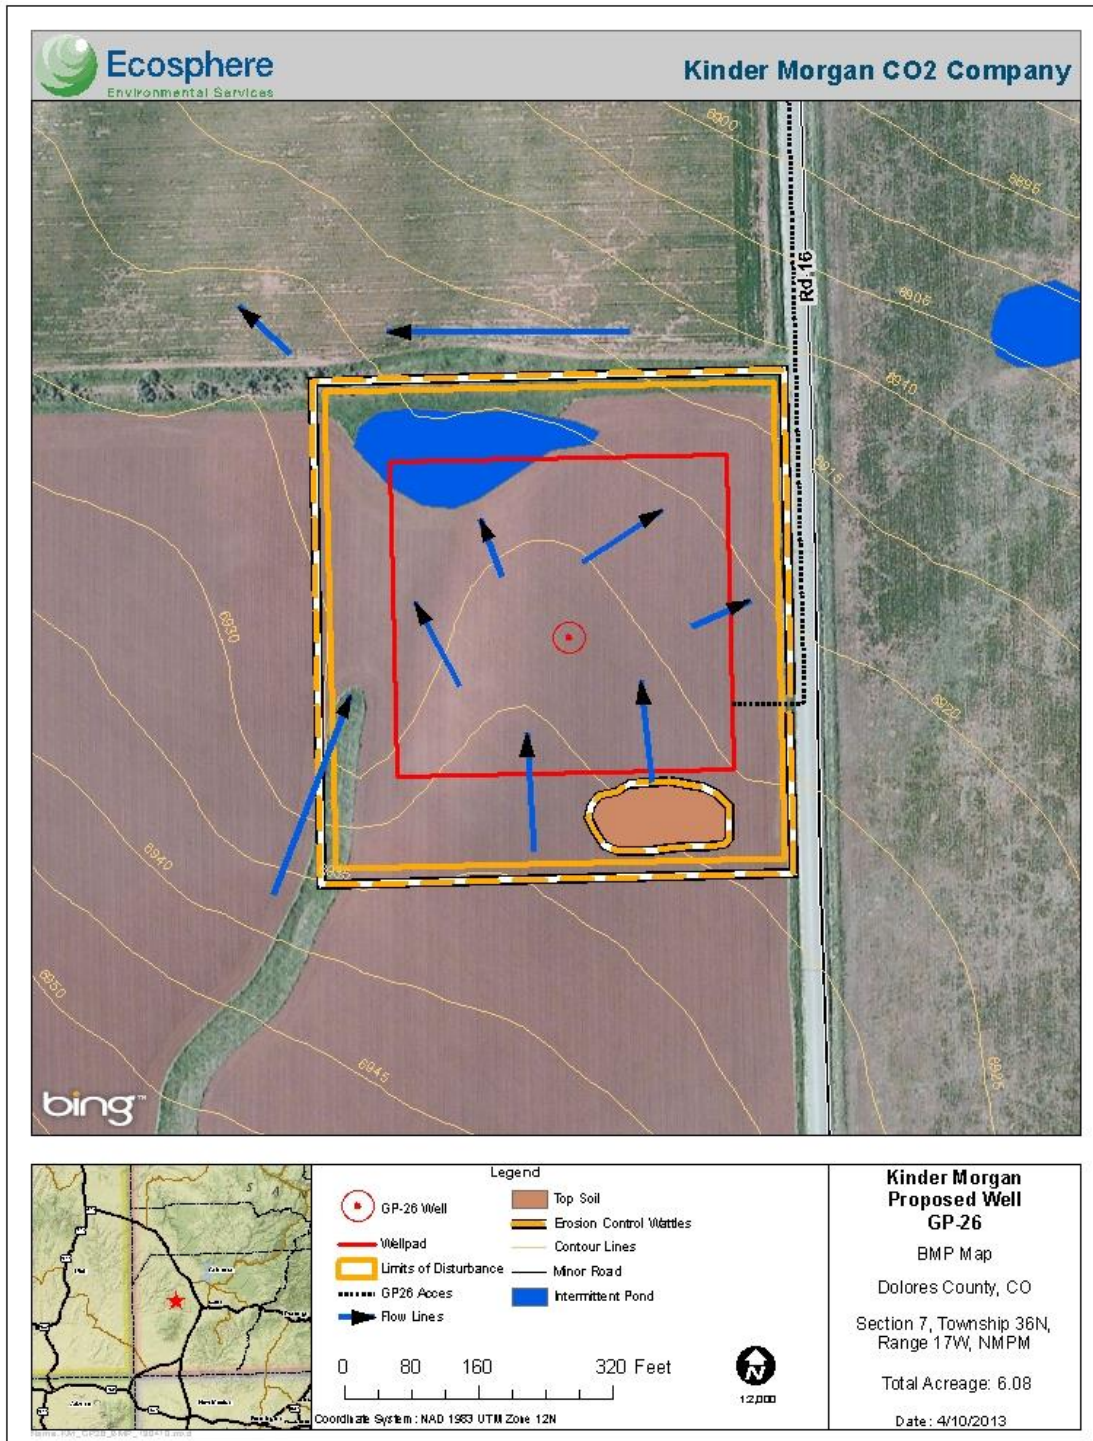 Ecosphere
Environmental Services
Kinder Morgan CO2 Company
6900
6895
Rd 16
6905
6910
6915
6930
6920
6940
6935
6950
6945
6925
bing™
Legend
GP-26 Well
Wellpad
Limits of Disturbance
GP26 Acces
Flow Lines
Top Soil
Erosion Control Wattles
Contour Lines
Minor Road
Intermittent Pond
0 80 160 320 Feet
N
1:2,000
Coordinate System: NAD 1983 UTM Zone 12N
Kinder Morgan
Proposed Well
GP-26
BMP Map
Dolores County, CO
Section 7, Township 36N,
Range 17W, NMPM
Total Acreage: 6.08
Date: 4/10/2013